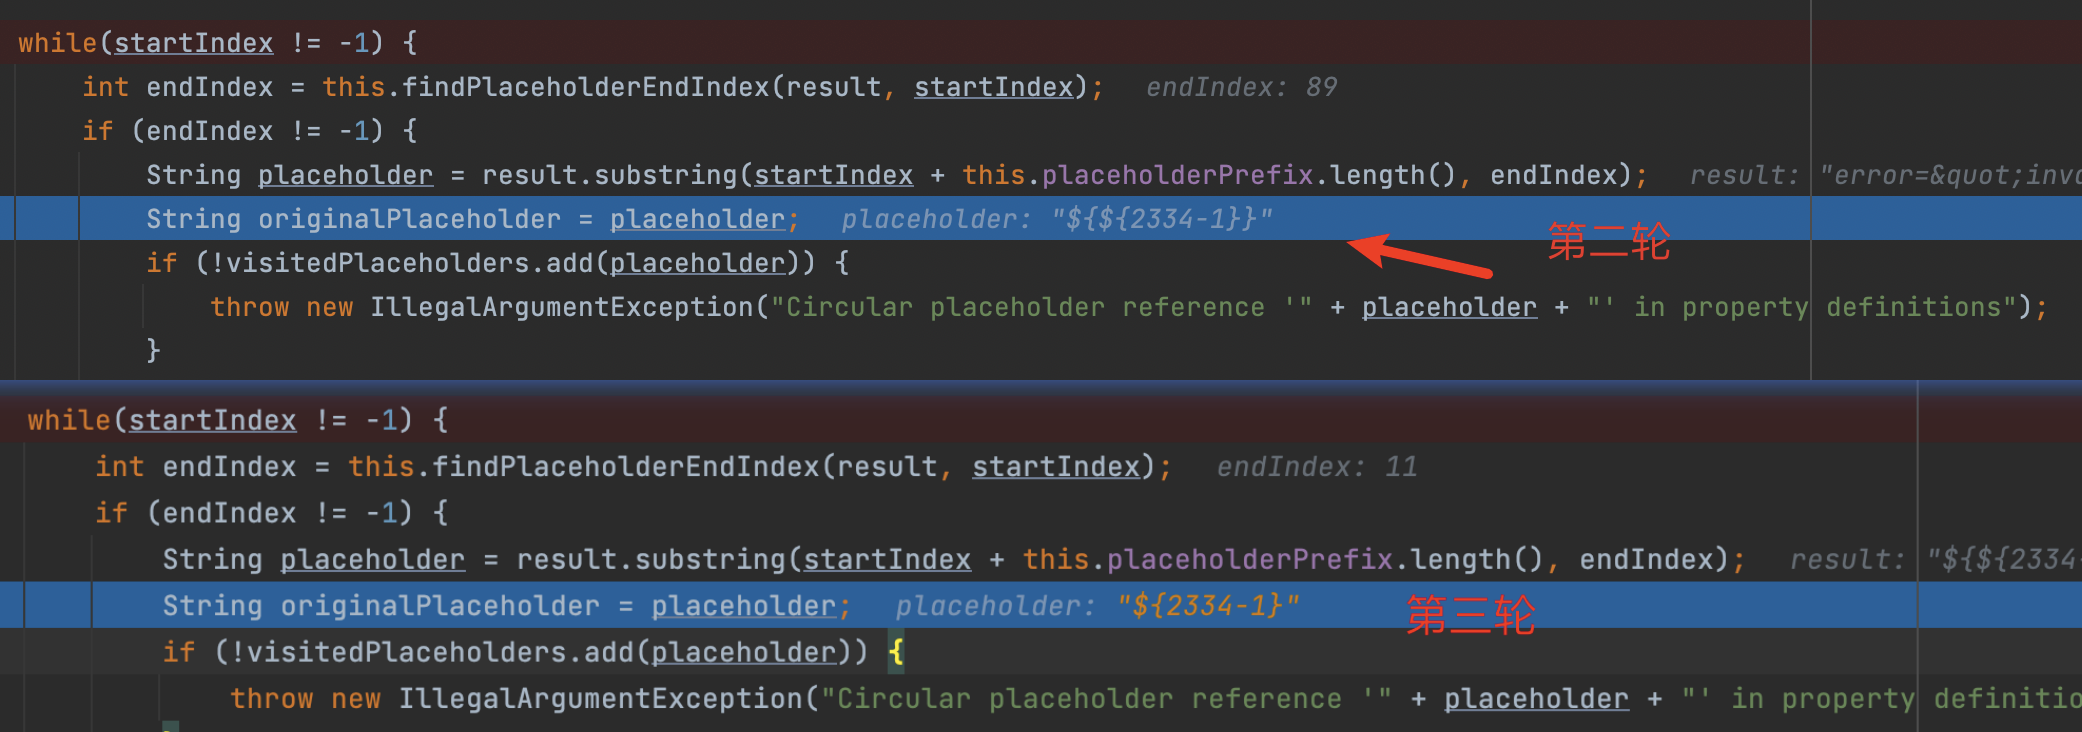 while(startIndex != -1) {
int endIndex = this.findPlaceholderEndIndex(result, startIndex); endIndex: 89
if (endIndex != -1) {
String placeholder = result.substring(startIndex + this.placeholderPrefix.length(), endIndex); result: "error=&quot;inva
String originalPlaceholder = placeholder; placeholder: "${${2334-1}}"
第二轮
if (!visitedPlaceholders.add(placeholder)) {
throw new IllegalArgumentException("Circular placeholder reference '" + placeholder + "' in property definitions");
}
while(startIndex != -1) {
int endIndex = this.findPlaceholderEndIndex(result, startIndex); endIndex: 11
if (endIndex != -1) {
String placeholder = result.substring(startIndex + this.placeholderPrefix.length(), endIndex); result: "${${2334-
String originalPlaceholder = placeholder; placeholder: "${2334-1}"
第三轮
if (!visitedPlaceholders.add(placeholder)) {
throw new IllegalArgumentException("Circular placeholder reference '" + placeholder + "' in property definitio